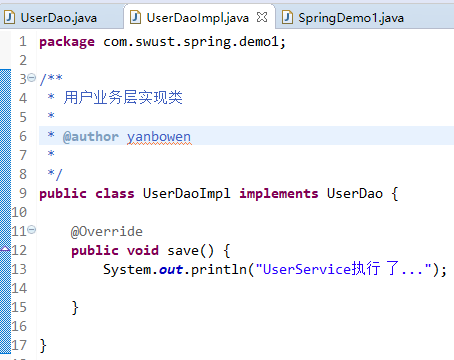 UserDao.java UserDaoImpl.java SpringDemo1.java
1 package com.swust.spring.demo1;
2
3 /**
4 * 用户业务层实现类
5 *
6 * @author yanbowen
7 *
8 */
9 public class UserDaoImpl implements UserDao {
10
11 @Override
12 public void save() {
13 System.out.println("UserService执行 了...");
14
15 }
16
17 }